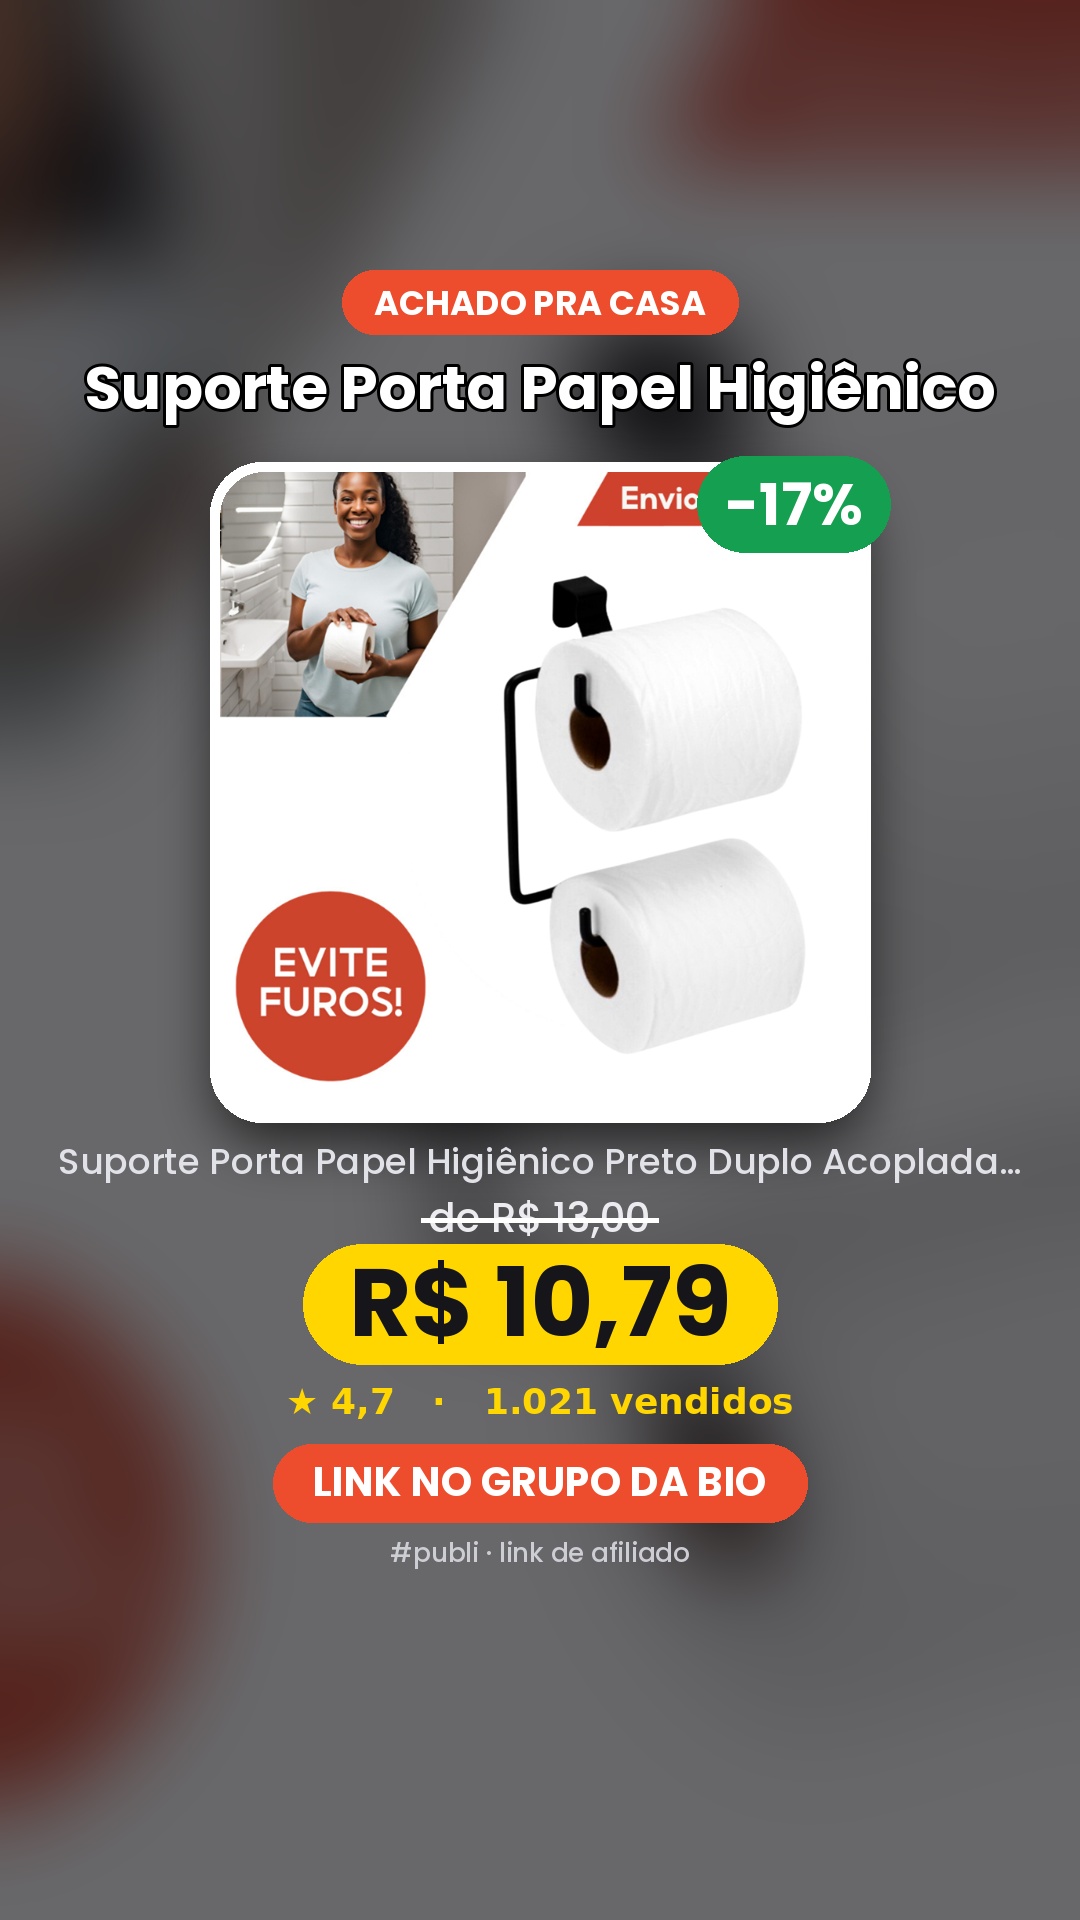 ACHADO PRA CASA
Suporte Porta Papel Higiênico
-17%
EVITE
FUROS!
Suporte Porta Papel Higiênico Preto Duplo Acoplada...
de R$ 13,00
R$ 10,79
★ 4,7 · 1.021 vendidos
LINK NO GRUPO DA BIO
#publi · link de afiliado